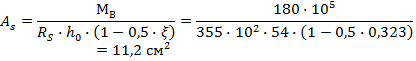 A_s = M_B / (R_S · h_0 · (1 − 0,5 · ξ)) = 180 · 10^5 / (355 · 10^2 · 54 · (1 − 0,5 · 0,323))
= 11,2 см^2